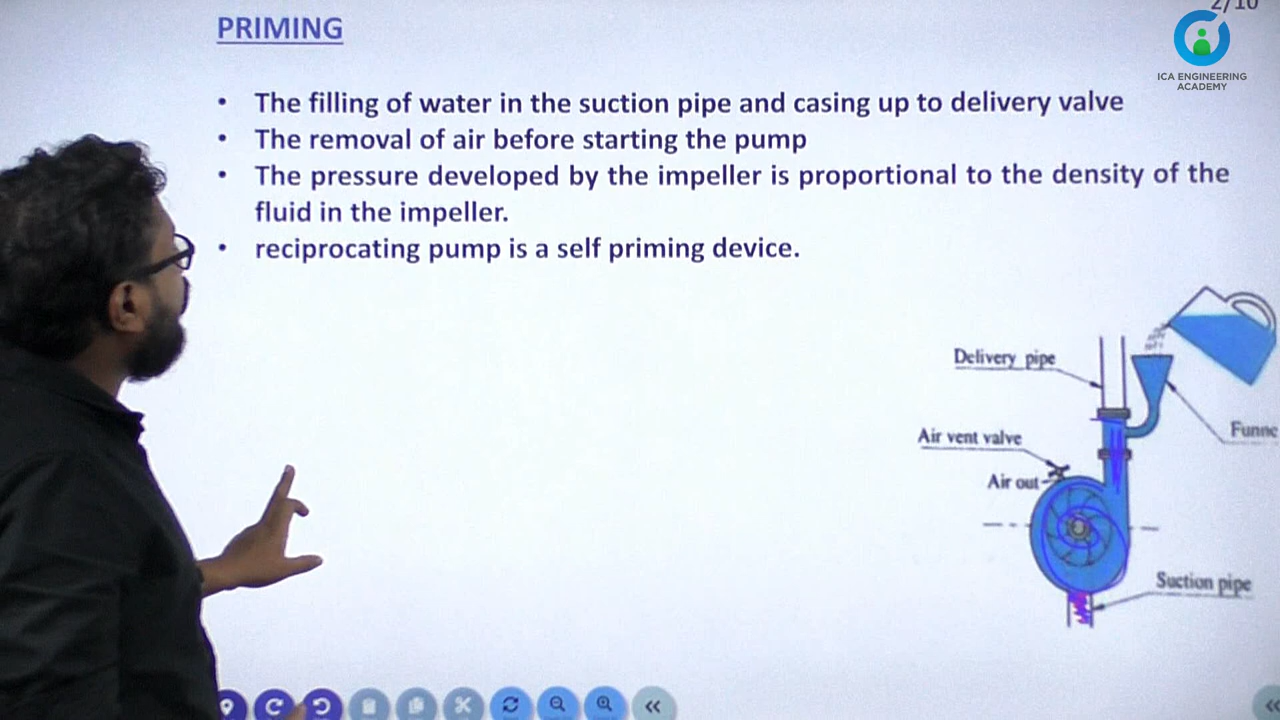 2/10
PRIMING
ICA ENGINEERING
ACADEMY
• The filling of water in the suction pipe and casing up to delivery valve
• The removal of air before starting the pump
• The pressure developed by the impeller is proportional to the density of the
fluid in the impeller.
• reciprocating pump is a self priming device.
Delivery pipe
Funne
Air vent valve
Air out
Suction pipe